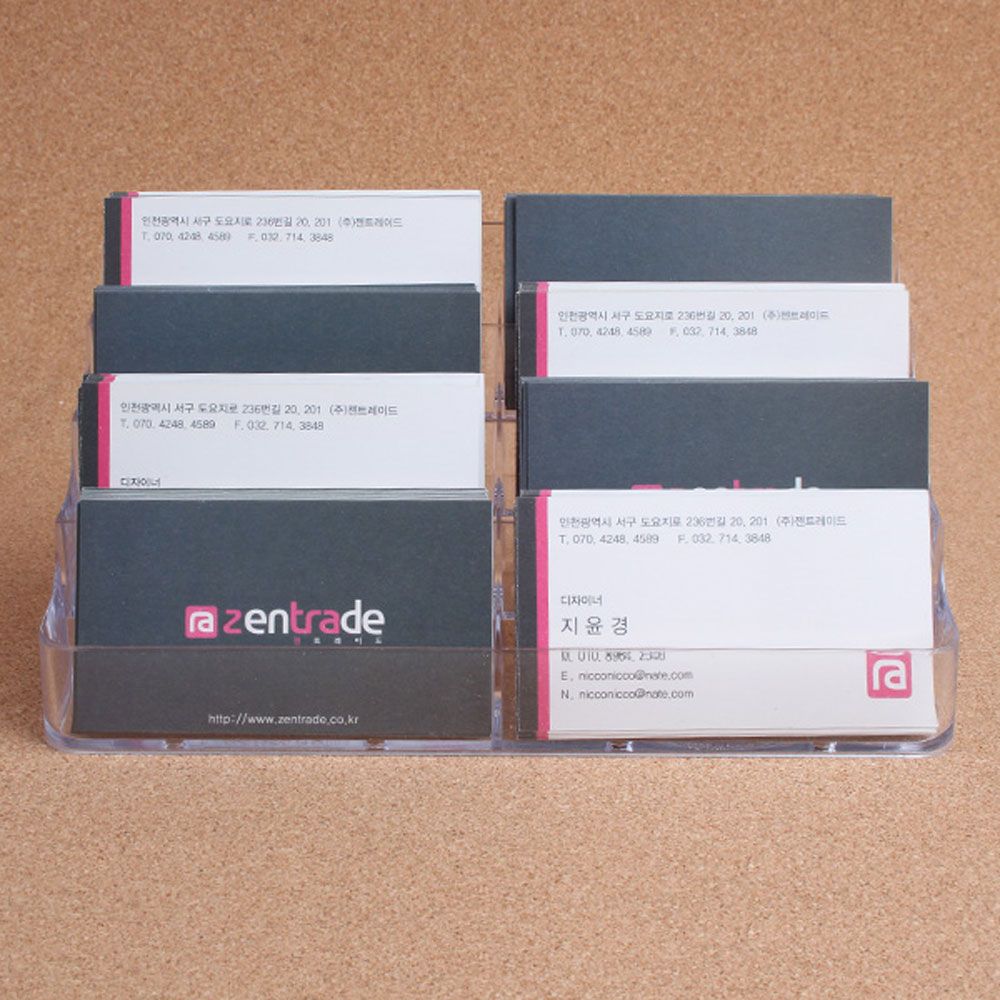 인천광역시 서구 도요지로 236번길 20, 201 (주)젠트레이드
T. 070. 4248. 4589 F. 032. 714. 3848
인천광역시 서구 도요지로 236번길 20, 201 (주)젠트레이드
T. 070. 4248. 4589 F. 032. 714. 3848
인천광역시 서구 도요지로 236번길 20, 201 (주)젠트레이드
T. 070. 4248. 4589 F. 032. 714. 3848
디자이너
zentrade
zentrade
젠트레이드
http://www.zentrade.co.kr
인천광역시 서구 도요지로 236번길 20, 201 (주)젠트레이드
T. 070. 4248. 4589 F. 032. 714. 3848
디자이너
지윤경
M. 010.
E. nicconicco@nate.com
N. nicconicco@nate.com